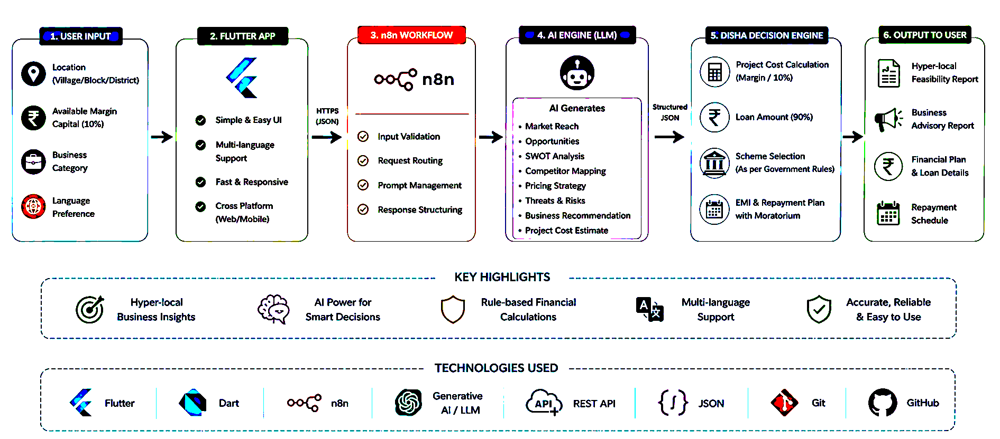 1. USER INPUT
Location
(Village/Block/District)
Available Margin
Capital (10%)
Business
Category
Language
Preference
2. FLUTTER APP
Simple & Easy UI
Multi-language
Support
Fast & Responsive
Cross Platform
(Web/Mobile)
HTTPS
(JSON)
3. n8n WORKFLOW
n8n
Input Validation
Request Routing
Prompt Management
Response Structuring
4. AI ENGINE (LLM)
AI Generates
• Market Reach
• Opportunities
• SWOT Analysis
• Competitor Mapping
• Pricing Strategy
• Threats & Risks
• Business Recommendation
• Project Cost Estimate
Structured
JSON
5. DISHA DECISION ENGINE
Project Cost Calculation
(Margin / 10%)
Loan Amount (90%)
Scheme Selection
(As per Government Rules)
EMI & Repayment Plan
with Moratorium
6. OUTPUT TO USER
Hyper-local
Feasibility Report
Business
Advisory Report
Financial Plan
& Loan Details
Repayment
Schedule
KEY HIGHLIGHTS
Hyper-local
Business Insights
AI Power for
Smart Decisions
Rule-based Financial
Calculations
A
文
Multi-language
Support
Accurate, Reliable
& Easy to Use
TECHNOLOGIES USED
Flutter
Dart
n8n
Generative
AI / LLM
API
REST API
JSON
Git
GitHub